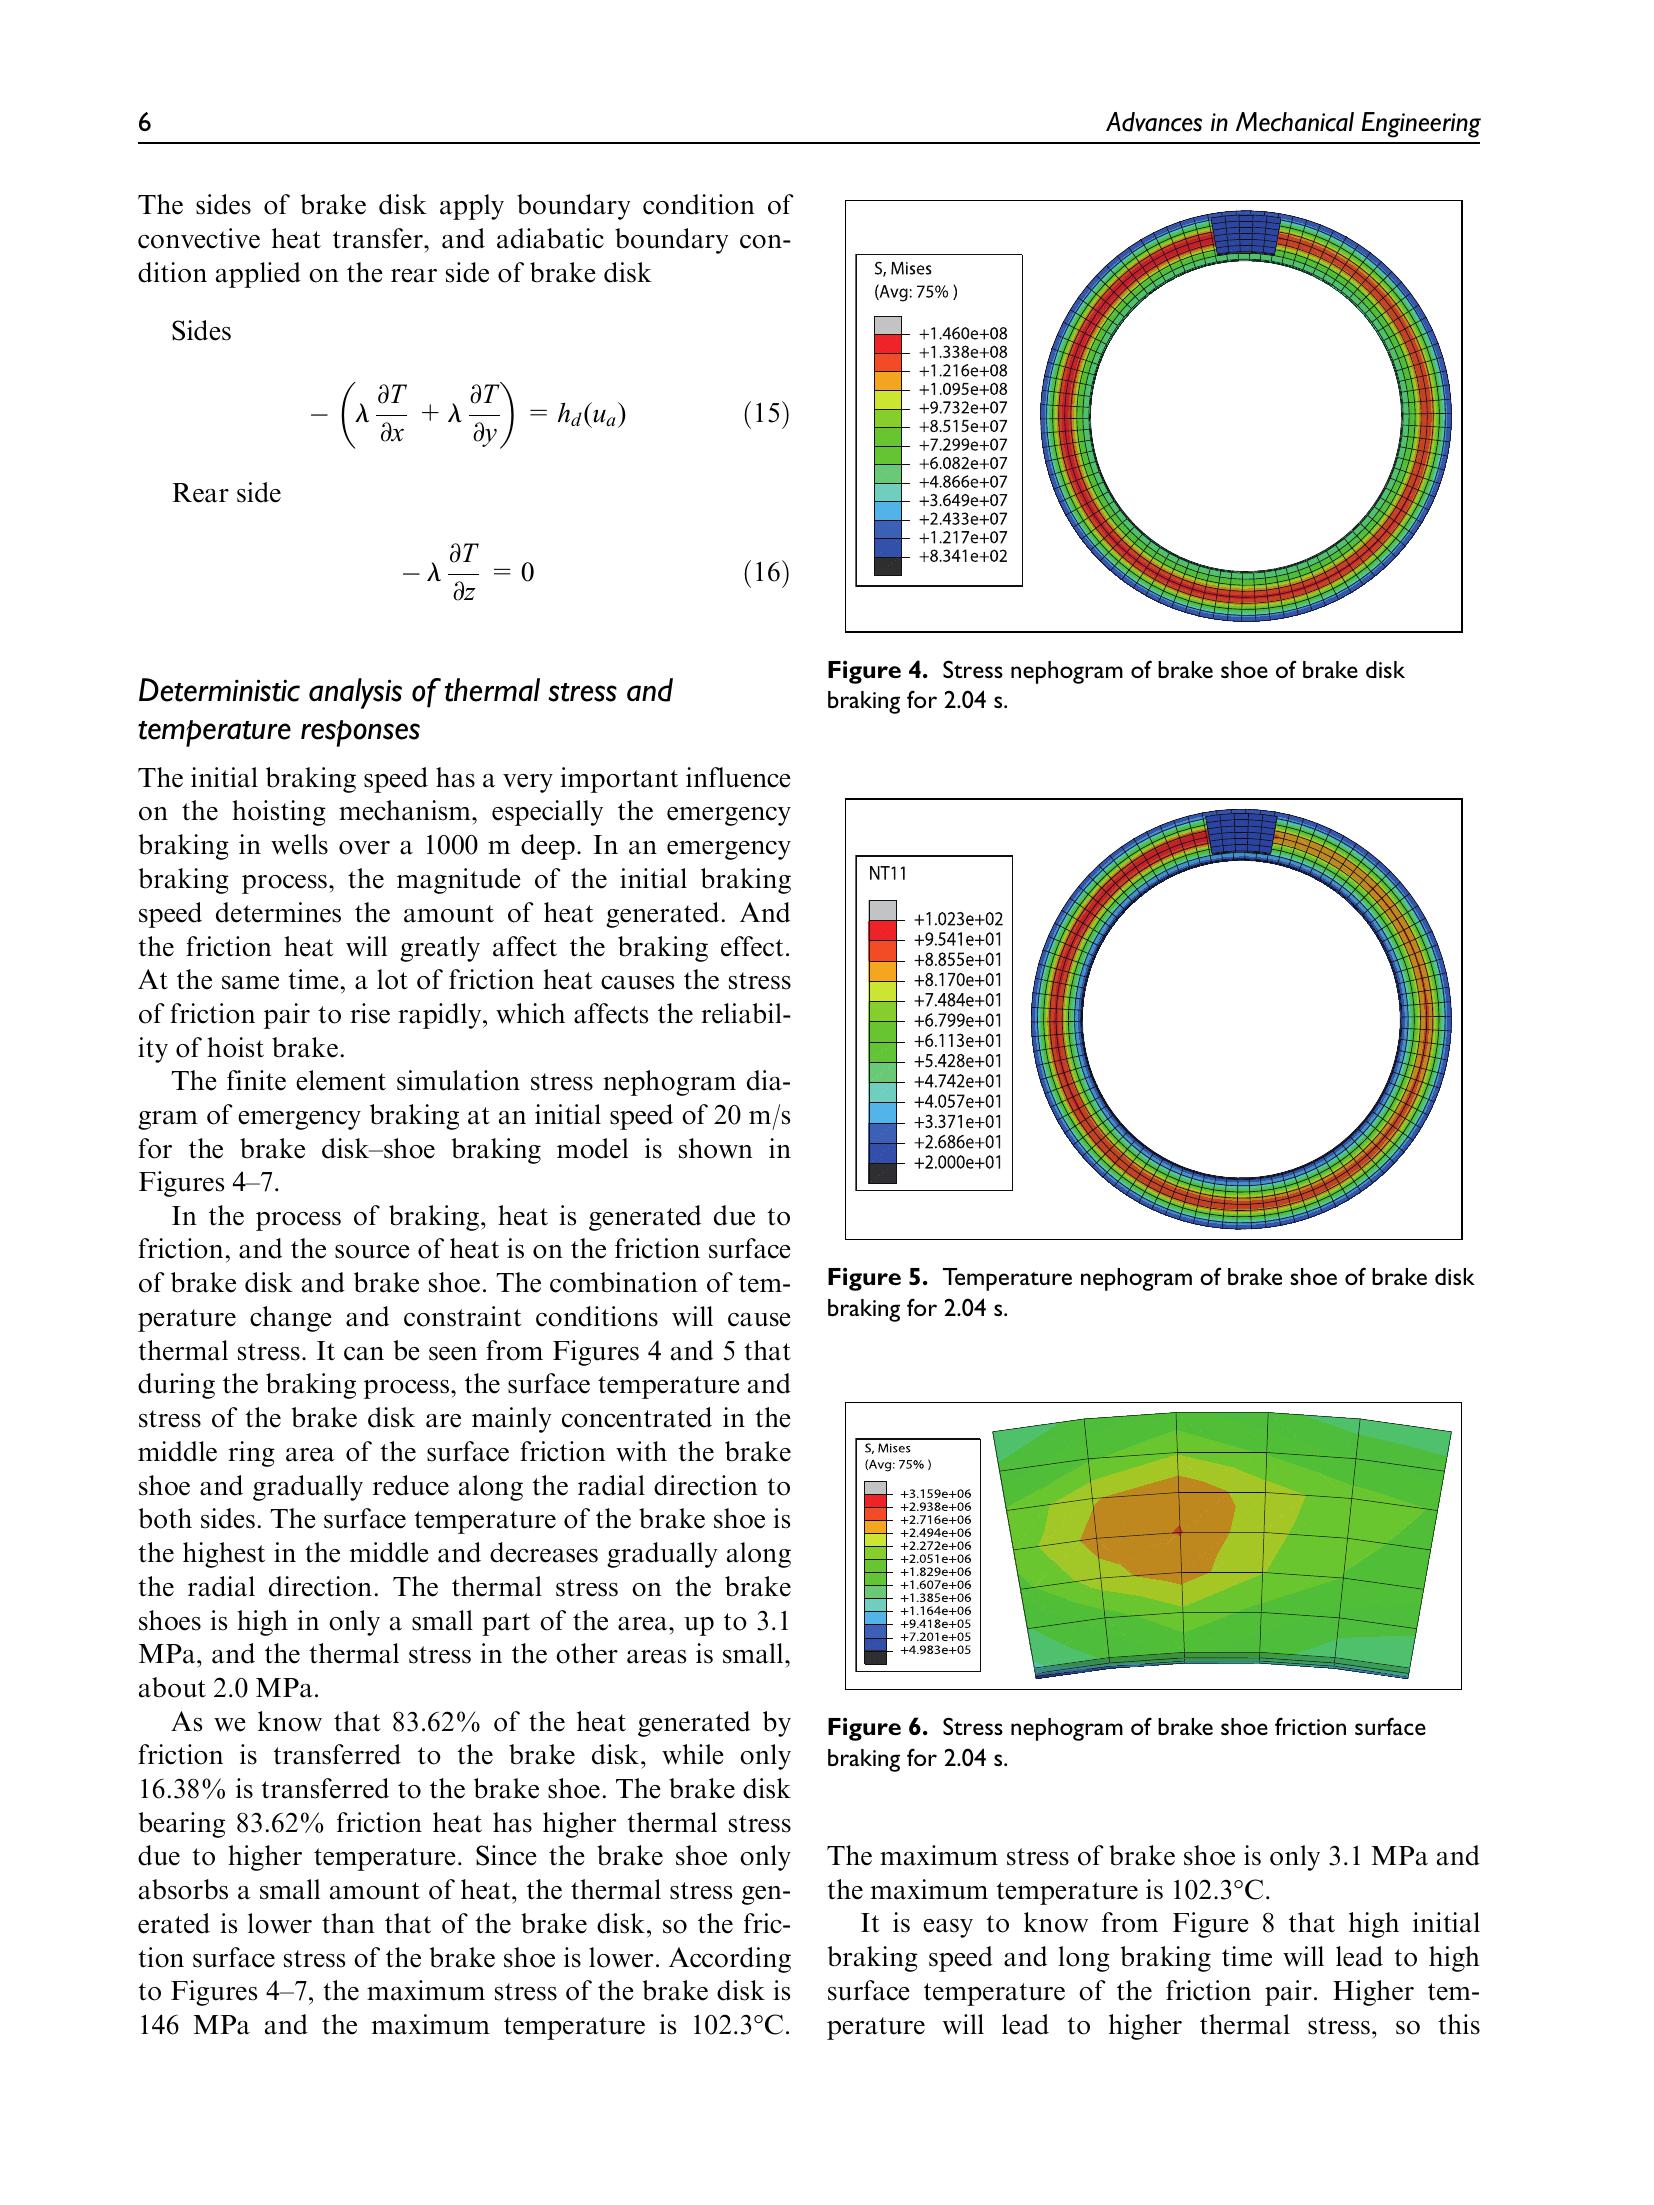 6
Advances in Mechanical Engineering
The sides of brake disk apply boundary condition of
convective heat transfer, and adiabatic boundary con-
dition applied on the rear side of brake disk
Sides
− ( λ ∂T/∂x + λ ∂T/∂y ) = h_d(u_a) (15)
Rear side
− λ ∂T/∂z = 0 (16)
Deterministic analysis of thermal stress and
temperature responses
The initial braking speed has a very important influence
on the hoisting mechanism, especially the emergency
braking in wells over a 1000 m deep. In an emergency
braking process, the magnitude of the initial braking
speed determines the amount of heat generated. And
the friction heat will greatly affect the braking effect.
At the same time, a lot of friction heat causes the stress
of friction pair to rise rapidly, which affects the reliabil-
ity of hoist brake.
The finite element simulation stress nephogram dia-
gram of emergency braking at an initial speed of 20 m/s
for the brake disk–shoe braking model is shown in
Figures 4–7.
In the process of braking, heat is generated due to
friction, and the source of heat is on the friction surface
of brake disk and brake shoe. The combination of tem-
perature change and constraint conditions will cause
thermal stress. It can be seen from Figures 4 and 5 that
during the braking process, the surface temperature and
stress of the brake disk are mainly concentrated in the
middle ring area of the surface friction with the brake
shoe and gradually reduce along the radial direction to
both sides. The surface temperature of the brake shoe is
the highest in the middle and decreases gradually along
the radial direction. The thermal stress on the brake
shoes is high in only a small part of the area, up to 3.1
MPa, and the thermal stress in the other areas is small,
about 2.0 MPa.
As we know that 83.62% of the heat generated by
friction is transferred to the brake disk, while only
16.38% is transferred to the brake shoe. The brake disk
bearing 83.62% friction heat has higher thermal stress
due to higher temperature. Since the brake shoe only
absorbs a small amount of heat, the thermal stress gen-
erated is lower than that of the brake disk, so the fric-
tion surface stress of the brake shoe is lower. According
to Figures 4–7, the maximum stress of the brake disk is
146 MPa and the maximum temperature is 102.3°C.
S, Mises
(Avg: 75% )
+1.460e+08
+1.338e+08
+1.216e+08
+1.095e+08
+9.732e+07
+8.515e+07
+7.299e+07
+6.082e+07
+4.866e+07
+3.649e+07
+2.433e+07
+1.217e+07
+8.341e+02
Figure 4. Stress nephogram of brake shoe of brake disk
braking for 2.04 s.
NT11
+1.023e+02
+9.541e+01
+8.855e+01
+8.170e+01
+7.484e+01
+6.799e+01
+6.113e+01
+5.428e+01
+4.742e+01
+4.057e+01
+3.371e+01
+2.686e+01
+2.000e+01
Figure 5. Temperature nephogram of brake shoe of brake disk
braking for 2.04 s.
S, Mises
(Avg: 75% )
+3.159e+06
+2.938e+06
+2.716e+06
+2.494e+06
+2.272e+06
+2.051e+06
+1.829e+06
+1.607e+06
+1.385e+06
+1.164e+06
+9.418e+05
+7.201e+05
+4.983e+05
Figure 6. Stress nephogram of brake shoe friction surface
braking for 2.04 s.
The maximum stress of brake shoe is only 3.1 MPa and
the maximum temperature is 102.3°C.
It is easy to know from Figure 8 that high initial
braking speed and long braking time will lead to high
surface temperature of the friction pair. Higher tem-
perature will lead to higher thermal stress, so this